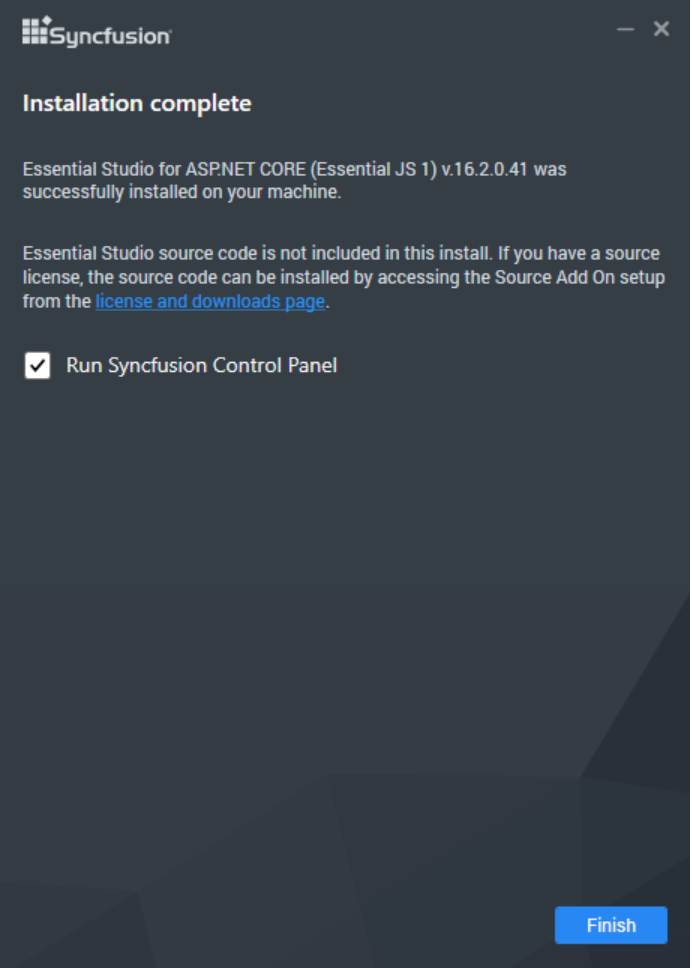 Syncfusion
Installation complete
Essential Studio for ASP.NET CORE (Essential JS 1) v.16.2.0.41 was
successfully installed on your machine.
Essential Studio source code is not included in this install. If you have a source
license, the source code can be installed by accessing the Source Add On setup
from the license and downloads page.
Run Syncfusion Control Panel
Finish